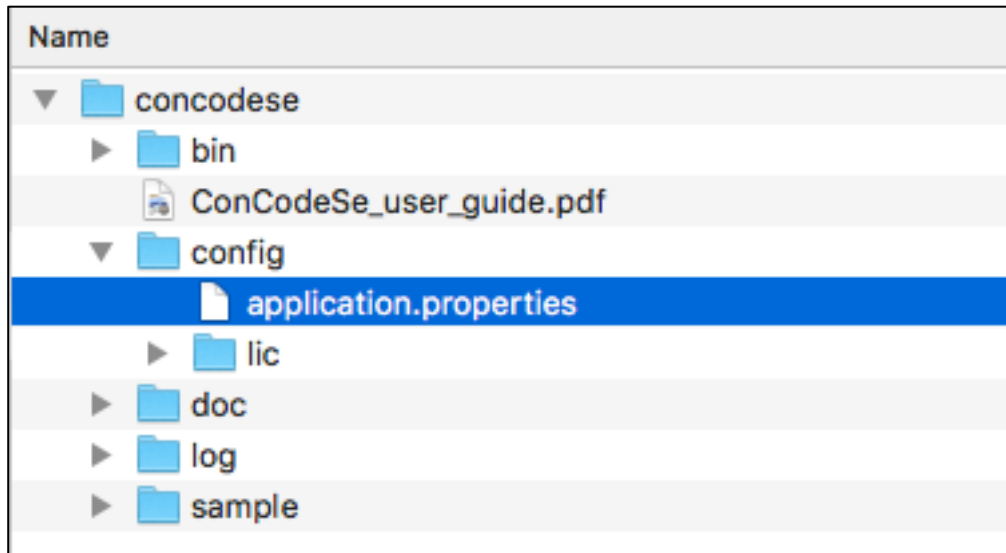 Name
concodese
bin
ConCodeSe_user_guide.pdf
config
application.properties
lic
doc
log
sample